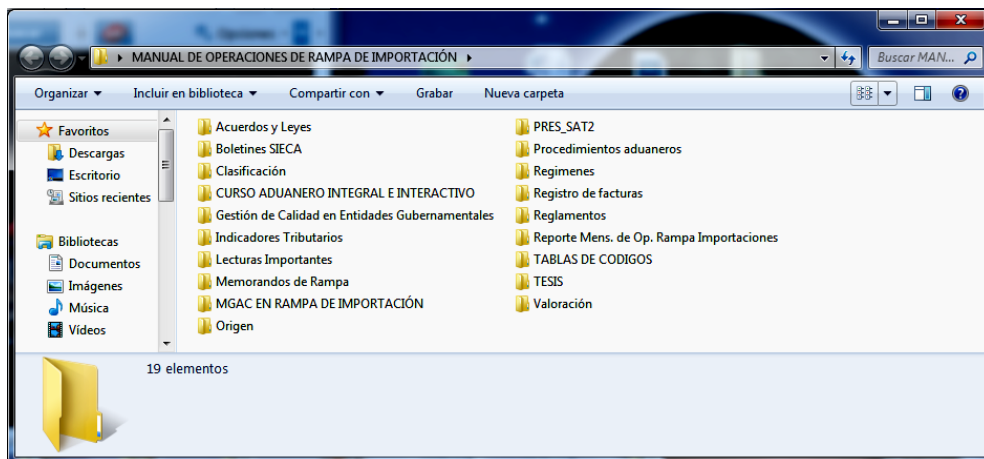 MANUAL DE OPERACIONES DE RAMPA DE IMPORTACIÓN
Buscar MAN...
Organizar
Incluir en biblioteca
Compartir con
Grabar
Nueva carpeta
Favoritos
Descargas
Escritorio
Sitios recientes
Bibliotecas
Documentos
Imágenes
Música
Vídeos
Acuerdos y Leyes
Boletines SIECA
Clasificación
CURSO ADUANERO INTEGRAL E INTERACTIVO
Gestión de Calidad en Entidades Gubernamentales
Indicadores Tributarios
Lecturas Importantes
Memorandos de Rampa
MGAC EN RAMPA DE IMPORTACIÓN
Origen
PRES_SAT2
Procedimientos aduaneros
Regimenes
Registro de facturas
Reglamentos
Reporte Mens. de Op. Rampa Importaciones
TABLAS DE CODIGOS
TESIS
Valoración
19 elementos